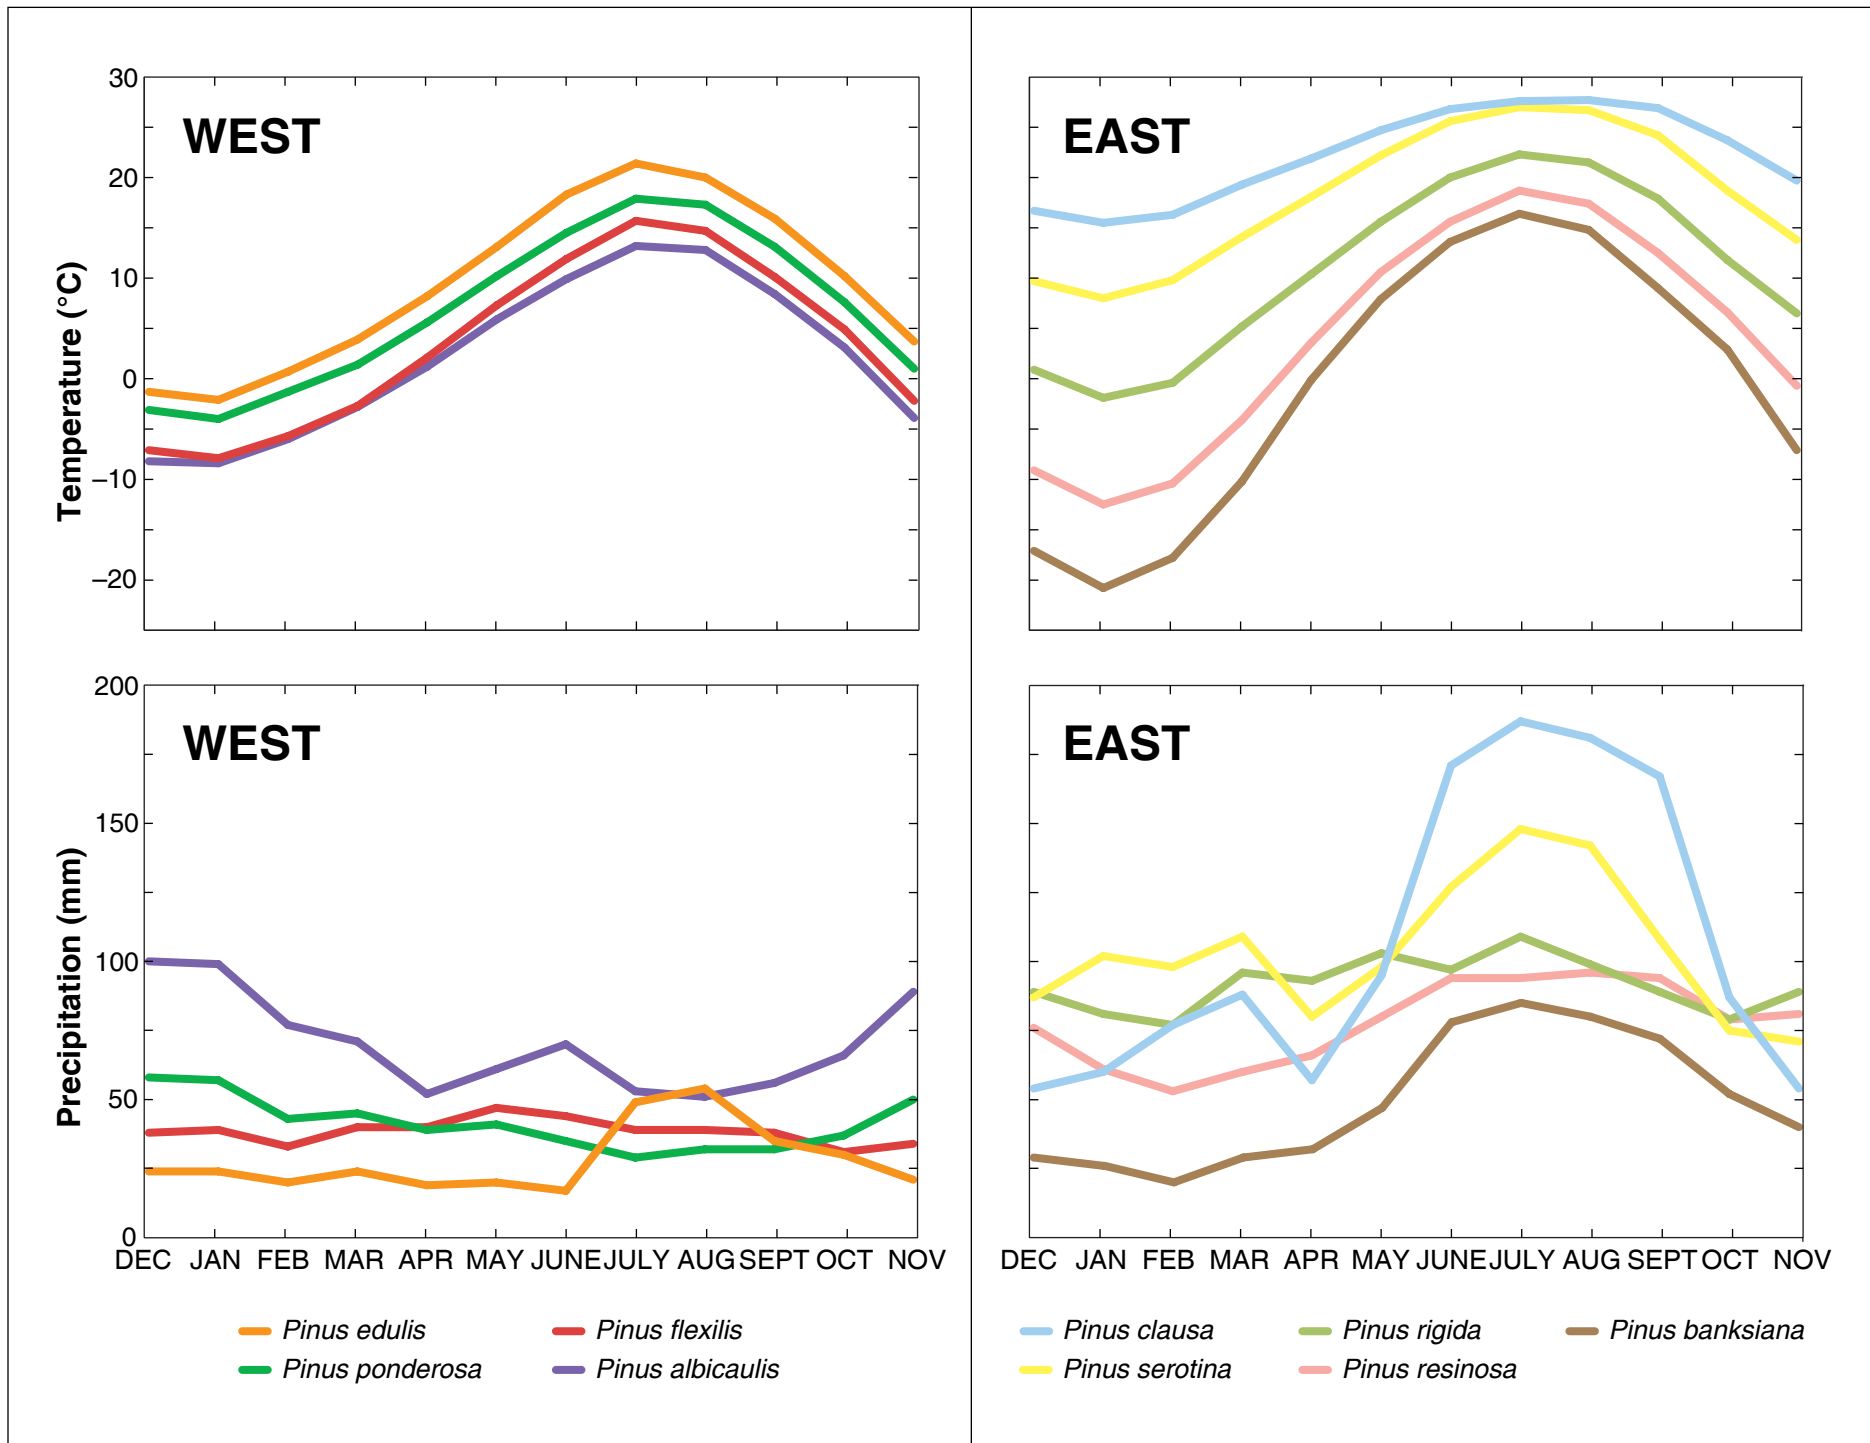 30
20
10
0
–10
–20
Temperature (°C)
WEST
EAST
200
150
100
50
0
Precipitation (mm)
WEST
EAST
DEC JAN FEB MAR APR MAY JUNE JULY AUG SEPT OCT NOV
DEC JAN FEB MAR APR MAY JUNE JULY AUG SEPT OCT NOV
Pinus edulis
Pinus flexilis
Pinus ponderosa
Pinus albicaulis
Pinus clausa
Pinus rigida
Pinus banksiana
Pinus serotina
Pinus resinosa